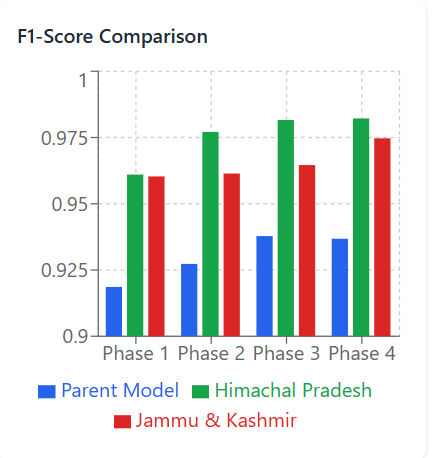 F1-Score Comparison
1
0.975
0.95
0.925
0.9
Phase 1 Phase 2 Phase 3 Phase 4
Parent Model Himachal Pradesh
Jammu & Kashmir